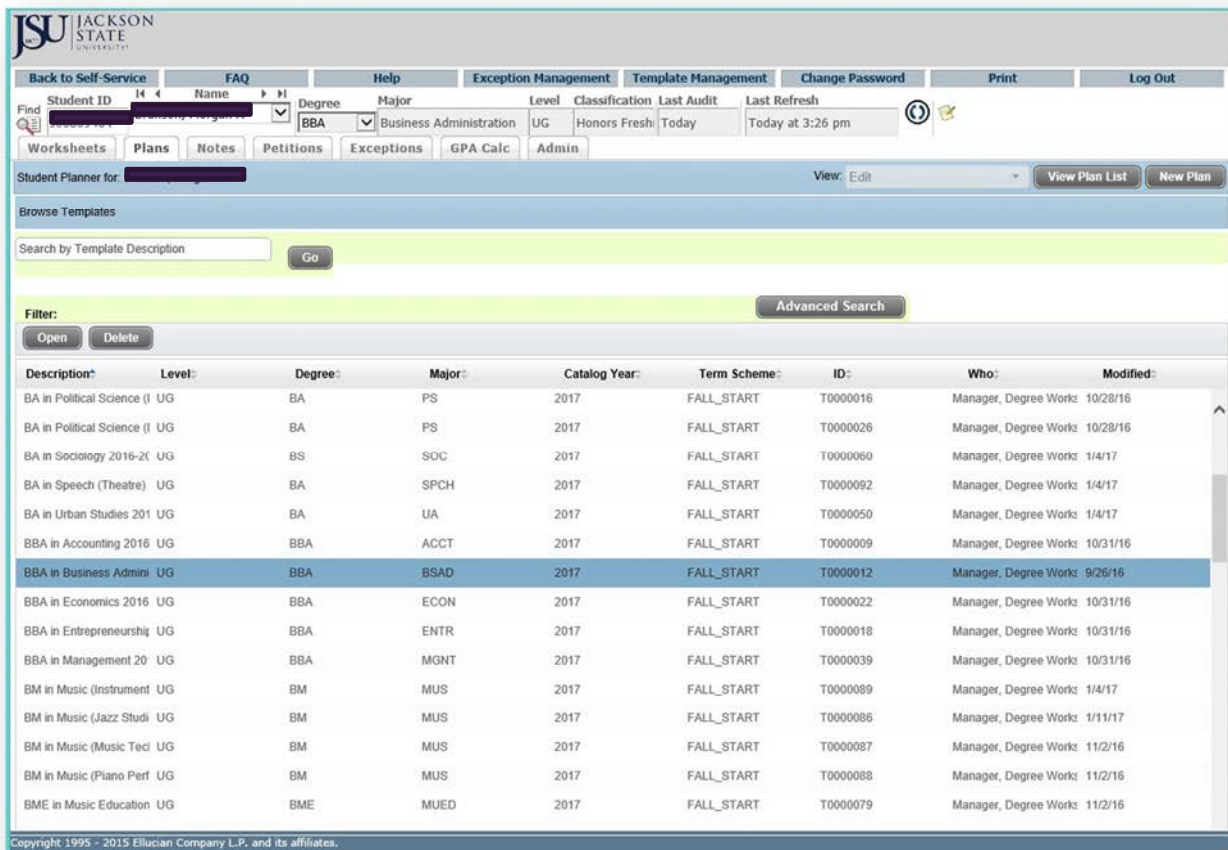 JSU JACKSON
STATE
UNIVERSITY
Back to Self-Service FAQ Help Exception Management Template Management Change Password Print Log Out
Find Student ID Name Degree Major Level Classification Last Audit Last Refresh
BBA Business Administration UG Honors Freshi Today Today at 3:26 pm
Worksheets Plans Notes Petitions Exceptions GPA Calc Admin
Student Planner for: View: Edit View Plan List New Plan
Browse Templates
Search by Template Description Go
Advanced Search
Filter:
Open Delete
Description Level Degree Major Catalog Year Term Scheme ID Who Modified
BA in Political Science (I UG BA PS 2017 FALL_START T0000016 Manager, Degree Works 10/28/16
BA in Political Science (I UG BA PS 2017 FALL_START T0000026 Manager, Degree Works 10/28/16
BA in Sociology 2016-20 UG BS SOC 2017 FALL_START T0000060 Manager, Degree Works 1/4/17
BA in Speech (Theatre) UG BA SPCH 2017 FALL_START T0000092 Manager, Degree Works 1/4/17
BA in Urban Studies 201 UG BA UA 2017 FALL_START T0000050 Manager, Degree Works 1/4/17
BBA in Accounting 2016 UG BBA ACCT 2017 FALL_START T0000009 Manager, Degree Works 10/31/16
BBA in Business Admini UG BBA BSAD 2017 FALL_START T0000012 Manager, Degree Works 9/26/16
BBA in Economics 2016 UG BBA ECON 2017 FALL_START T0000022 Manager, Degree Works 10/31/16
BBA in Entrepreneurship UG BBA ENTR 2017 FALL_START T0000018 Manager, Degree Works 10/31/16
BBA in Management 20 UG BBA MGNT 2017 FALL_START T0000039 Manager, Degree Works 10/31/16
BM in Music (Instrument UG BM MUS 2017 FALL_START T0000089 Manager, Degree Works 1/4/17
BM in Music (Jazz Studi UG BM MUS 2017 FALL_START T0000086 Manager, Degree Works 1/11/17
BM in Music (Music Tecl UG BM MUS 2017 FALL_START T0000087 Manager, Degree Works 11/2/16
BM in Music (Piano Perf UG BM MUS 2017 FALL_START T0000088 Manager, Degree Works 11/2/16
BME in Music Education UG BME MUED 2017 FALL_START T0000079 Manager, Degree Works 11/2/16
Copyright 1995 - 2015 Ellucian Company L.P. and its affiliates.